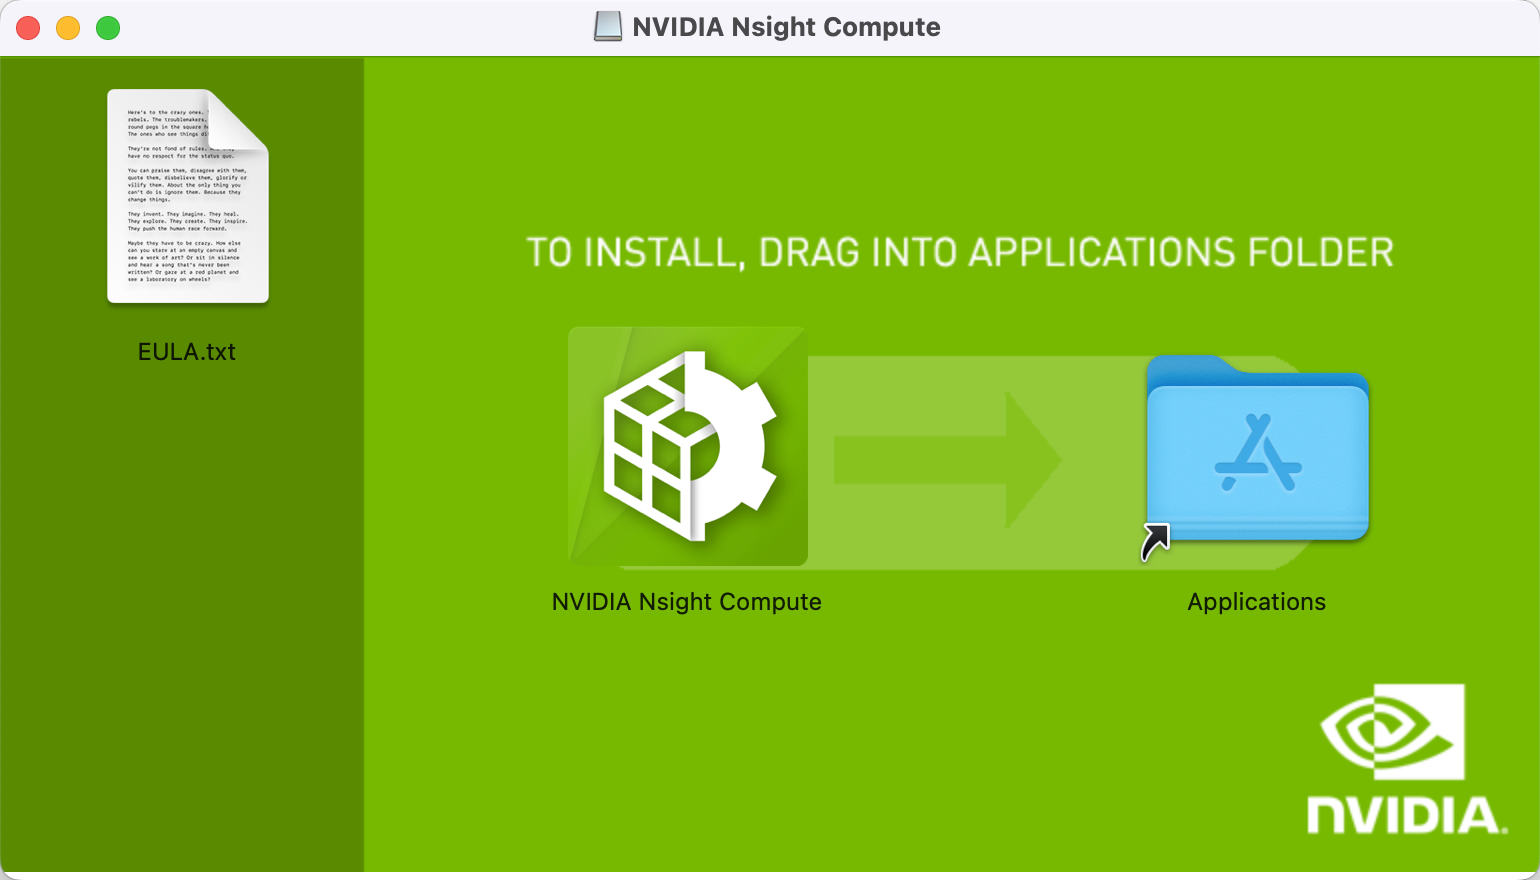 NVIDIA Nsight Compute
Here's to the crazy ones.
rebels. The troublemakers.
round pegs in the square
The ones who see things
They're not fond of rules.
have no respect for the status quo.
You can praise them, disagree with them,
quote them, disbelieve them, glorify or
vilify them. About the only thing you
can't do is ignore them. Because they
change things.
They invent. They imagine. They heal.
They explore. They create. They inspire.
They push the human race forward.
Maybe they have to be crazy. How else
can you stare at an empty canvas and
see a work of art? Or sit in silence
and hear a song that's never been
written? Or gaze at a red planet and
see a laboratory on wheels?
EULA.txt
TO INSTALL, DRAG INTO APPLICATIONS FOLDER
NVIDIA Nsight Compute
Applications
NVIDIA.